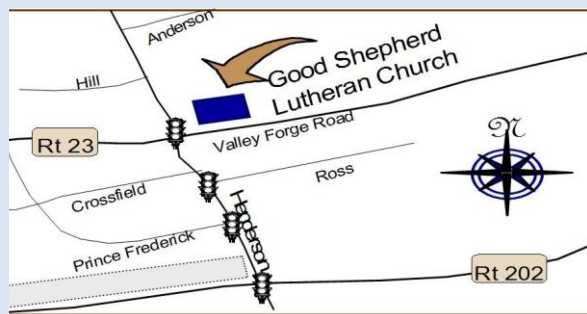 Anderson
Good Shepherd
Lutheran Church
Hill
N
Rt 23
Valley Forge Road
Ross
Crossfield
Henderson
Prince Frederick
Rt 202